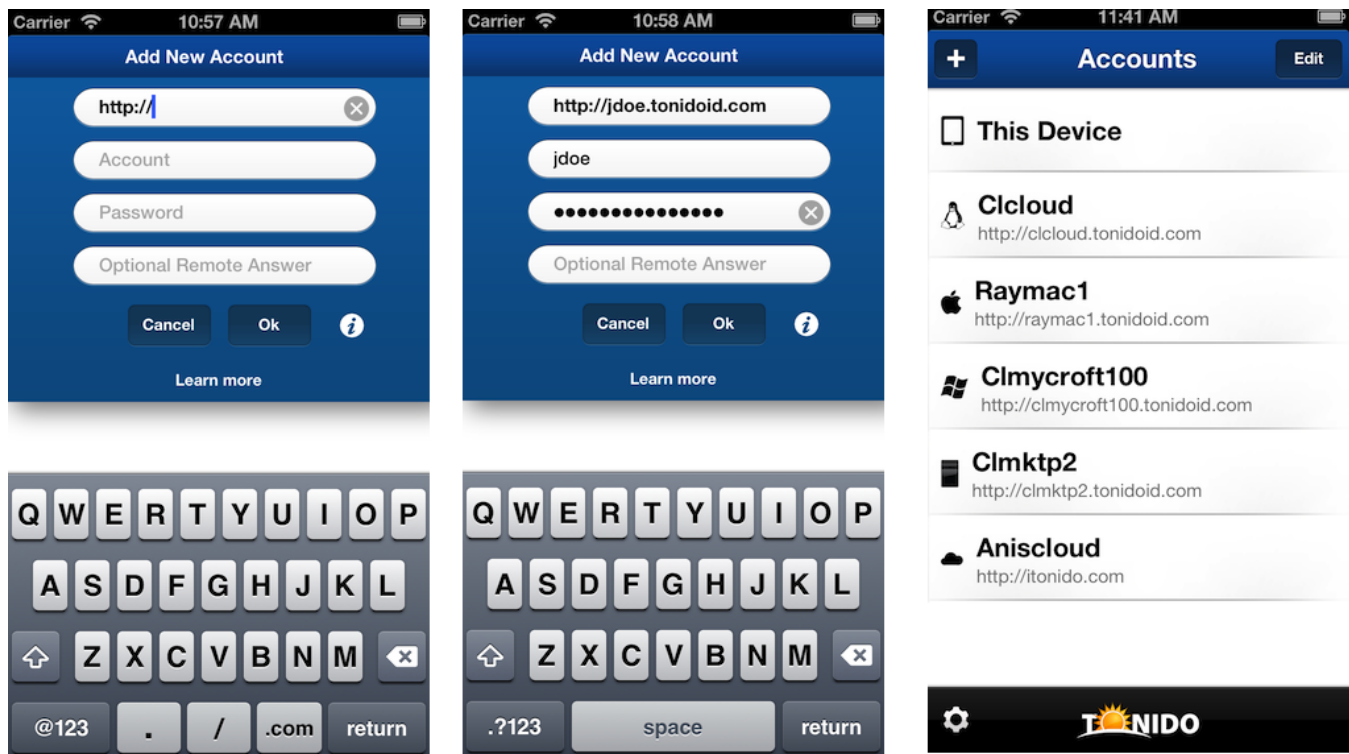 Carrier 10:57 AM
Add New Account
http://
Account
Password
Optional Remote Answer
Cancel Ok i
Learn more
Q W E R T Y U I O P
A S D F G H J K L
Z X C V B N M
@123 . / .com return
Carrier 10:58 AM
Add New Account
http://jdoe.tonidoid.com
jdoe
•••••••••••••••
Optional Remote Answer
Cancel Ok i
Learn more
Q W E R T Y U I O P
A S D F G H J K L
Z X C V B N M
.?123 space return
Carrier 11:41 AM
+ Accounts Edit
This Device
Clcloud
http://clcloud.tonidoid.com
Raymac1
http://raymac1.tonidoid.com
Clmycroft100
http://clmycroft100.tonidoid.com
Clmktp2
http://clmktp2.tonidoid.com
Aniscloud
http://itonido.com
TONIDO